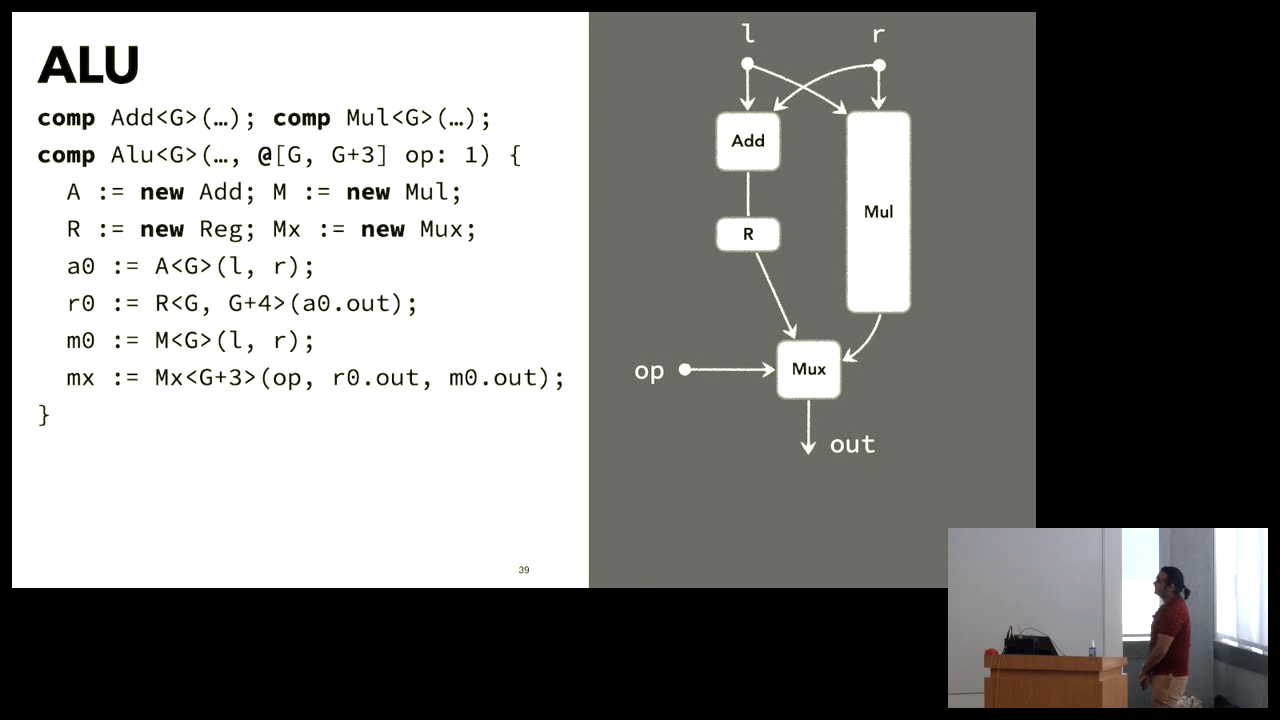 ALU
comp Add<G>(…); comp Mul<G>(…);
comp Alu<G>(…, @[G, G+3] op: 1) {
A := new Add; M := new Mul;
R := new Reg; Mx := new Mux;
a0 := A<G>(l, r);
r0 := R<G, G+4>(a0.out);
m0 := M<G>(l, r);
mx := Mx<G+3>(op, r0.out, m0.out);
}
39
l r
Add
Mul
R
op
Mux
out